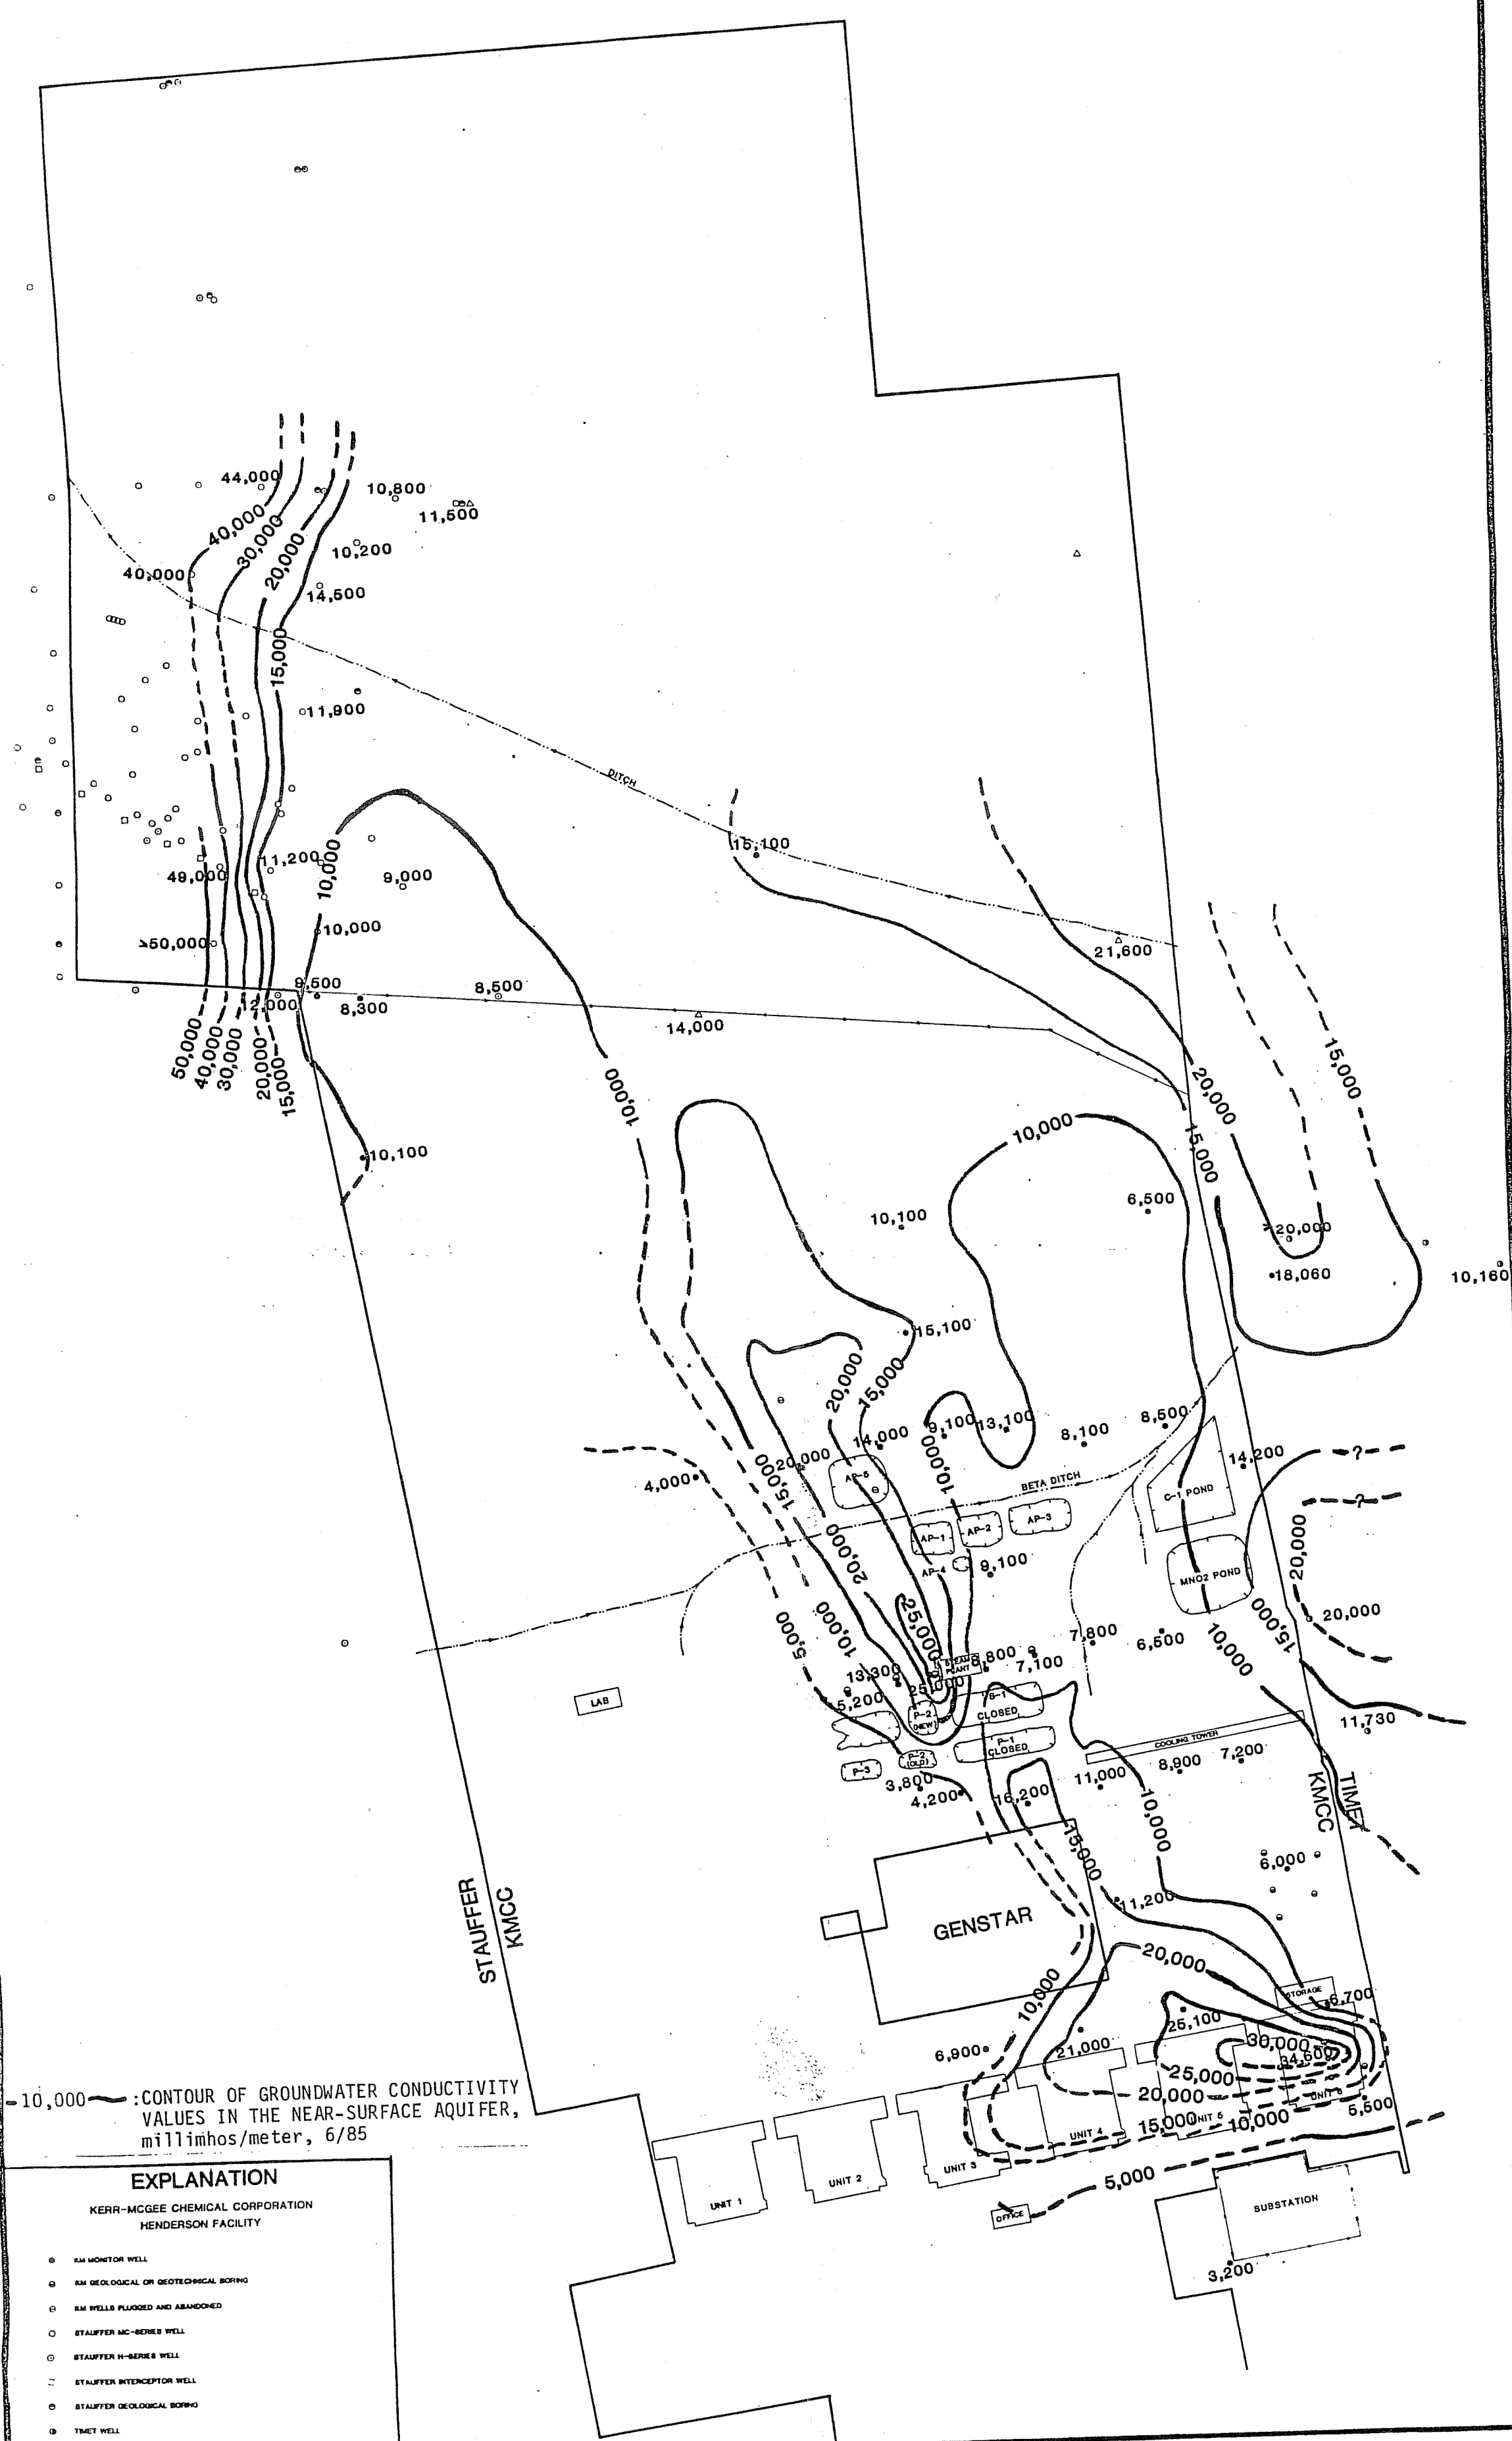 44,000
10,800
11,500
40,000
30,000
20,000
10,200
40,000
14,500
15,000
11,900
DITCH
15,100
11,200
10,000
49,000
9,000
10,000
>50,000
21,600
9,500
8,500
12,000
8,300
14,000
50,000
40,000
30,000
20,000
15,000
10,000
20,000
15,000
10,000
15,000
10,100
6,500
10,100
>20,000
18,060
10,160
15,100
20,000
15,000
9,100
13,100
8,500
14,000
8,100
10,000
14,200
?
20,000
15,000
4,000
AP-5
BETA DITCH
C-1 POND
?
AP-1
AP-2
AP-3
20,000
20,000
AP-4
9,100
MNO2 POND
25,000
10,000
5,000
15,000
20,000
10,000
7,800
6,500
8,800
7,100
STEAM PLANT
13,300
25,000
5,200
LAB
P-2 (NEW)
S-1 CLOSED
11,730
COOLING TOWER
P-1 CLOSED
P-2 (OLD)
P-3
7,200
8,900
11,000
3,800
4,200
16,200
10,000
KMCC
TIMET
15,000
6,000
11,200
STAUFFER
KMCC
GENSTAR
20,000
10,000
STORAGE
6,700
25,100
6,900
21,000
30,000
34,600
25,000
20,000
UNIT 6
15,000
UNIT 5
10,000
5,500
UNIT 4
UNIT 3
UNIT 2
UNIT 1
5,000
OFFICE
SUBSTATION
3,200
10,000 :CONTOUR OF GROUNDWATER CONDUCTIVITY
VALUES IN THE NEAR-SURFACE AQUIFER,
millimhos/meter, 6/85
EXPLANATION
KERR-MCGEE CHEMICAL CORPORATION
HENDERSON FACILITY
KM MONITOR WELL
KM GEOLOGICAL OR GEOTECHNICAL BORING
KM WELLS PLUGGED AND ABANDONED
STAUFFER MC-SERIES WELL
STAUFFER H-SERIES WELL
STAUFFER INTERCEPTOR WELL
STAUFFER GEOLOGICAL BORING
TIMET WELL